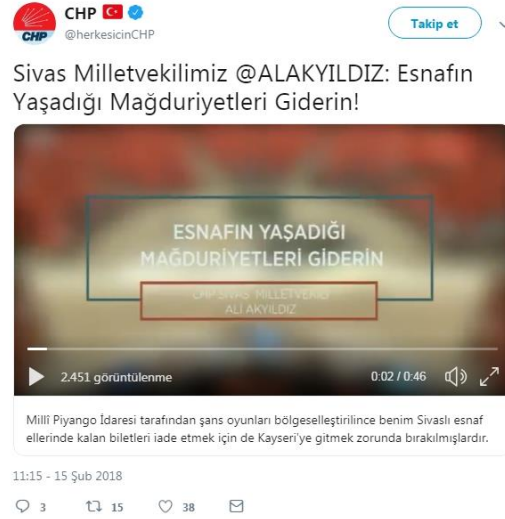 CHP
CHP
@herkesicinCHP
Takip et
Sivas Milletvekilimiz @ALAKYILDIZ: Esnafın
Yaşadığı Mağduriyetleri Giderin!
ESNAFIN YAŞADIĞI
MAĞDURİYETLERİ GİDERİN
CHP SİVAS MİLLETVEKİLİ
ALİ AKYILDIZ
2.451 görüntülenme
0:02 / 0:46
Millî Piyango İdaresi tarafından şans oyunları bölgeselleştirilince benim Sivaslı esnaf
ellerinde kalan biletleri iade etmek için de Kayseri'ye gitmek zorunda bırakılmışlardır.
11:15 - 15 Şub 2018
3 15 38